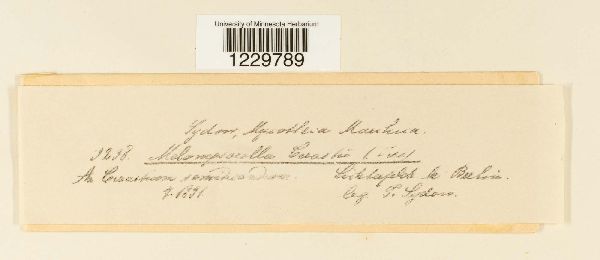 University of Minnesota Herbarium
1229789
Sydow, Mycotheca Marchica.
3238. Melampsorella Cerastii (Pers)
An Cerastium semidecandrum. Lichterfelde b. Berlin.
7.1891. leg. P. Sydow.